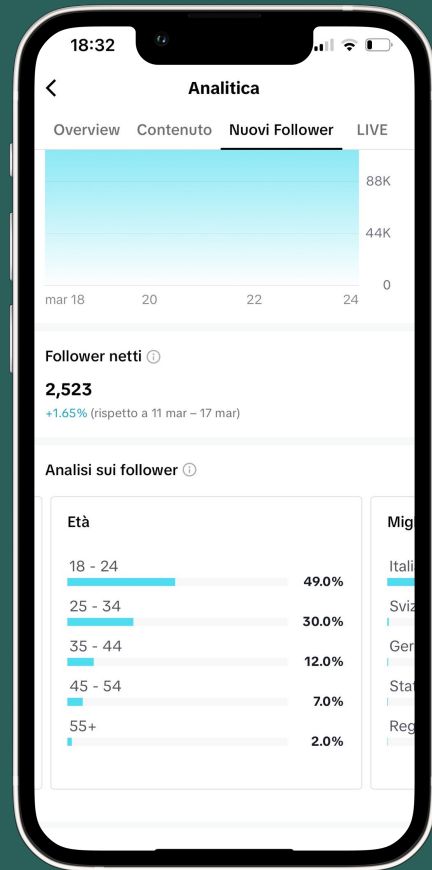 18:32
Analitica
Overview Contenuto Nuovi Follower LIVE
88K
44K
0
mar 18 20 22 24
Follower netti
2,523
+1.65% (rispetto a 11 mar – 17 mar)
Analisi sui follower
Età
18 - 24
49.0%
25 - 34
30.0%
35 - 44
12.0%
45 - 54
7.0%
55+
2.0%
Migl
Itali
Sviz
Ger
Stat
Reg